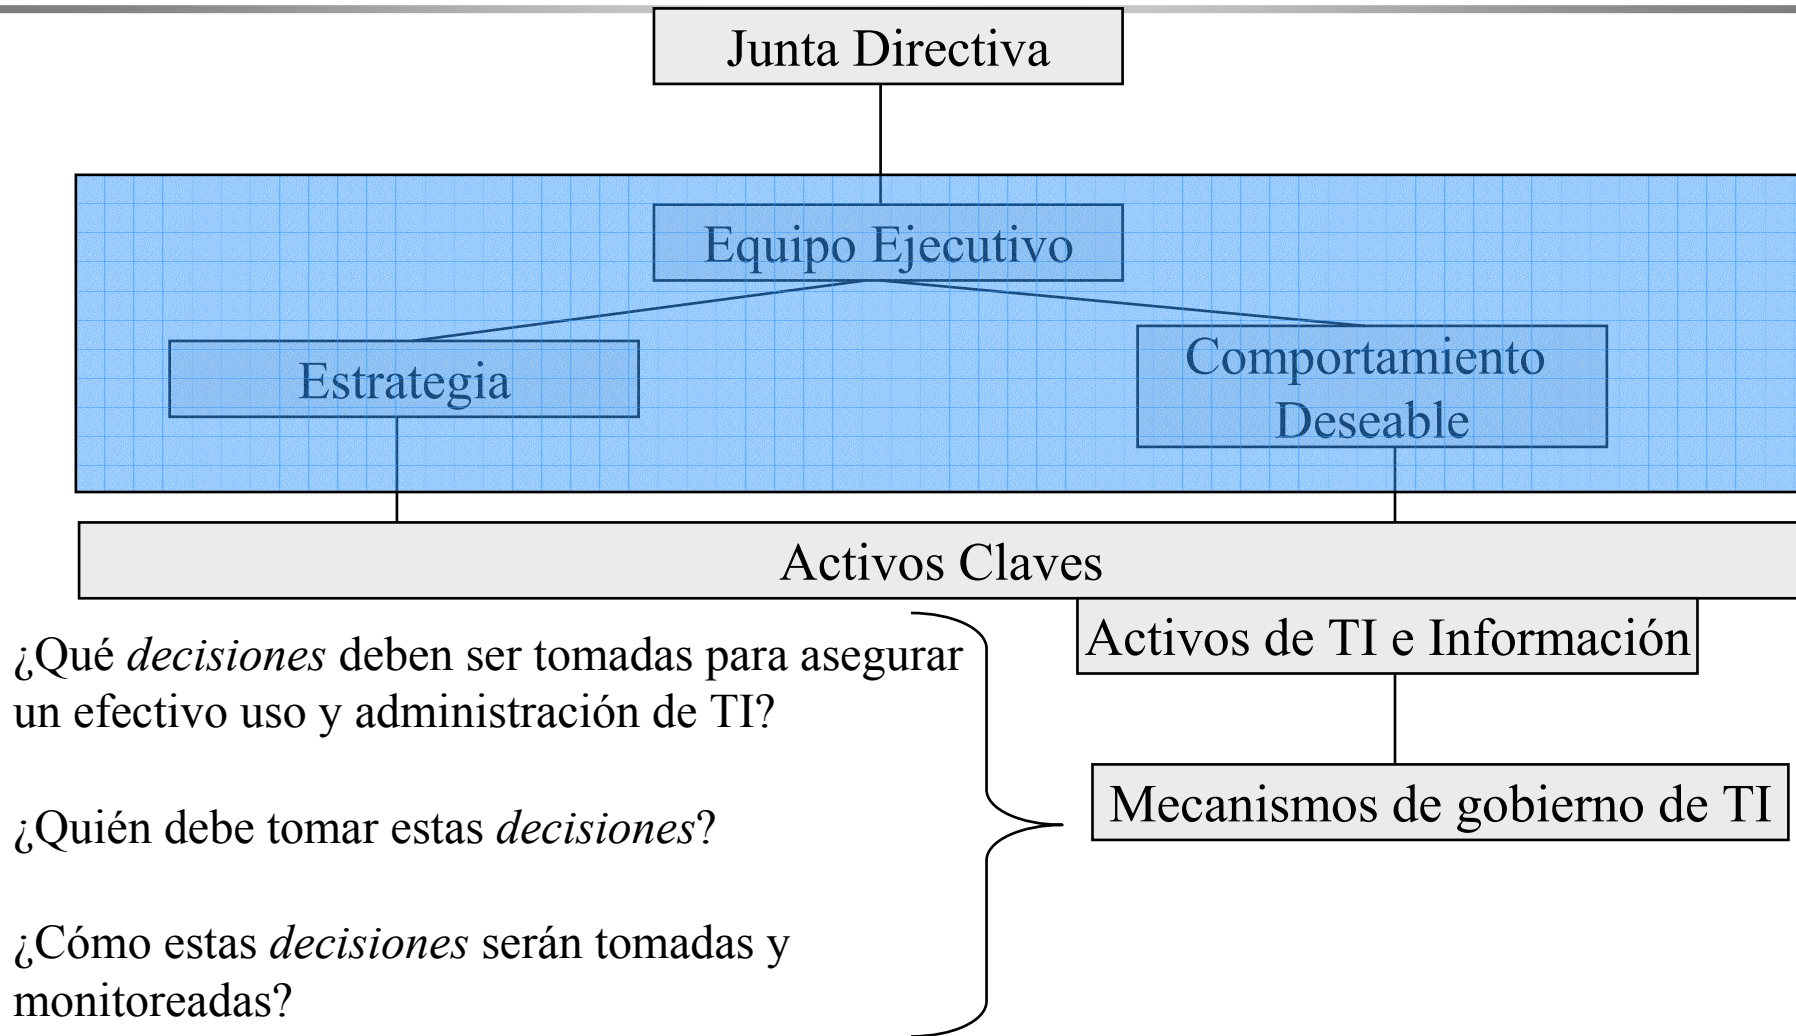 Junta Directiva
Equipo Ejecutivo
Estrategia
Comportamiento
Deseable
Activos Claves
Activos de TI e Información
¿Qué decisiones deben ser tomadas para asegurar
un efectivo uso y administración de TI?
Mecanismos de gobierno de TI
¿Quién debe tomar estas decisiones?
¿Cómo estas decisiones serán tomadas y
monitoreadas?